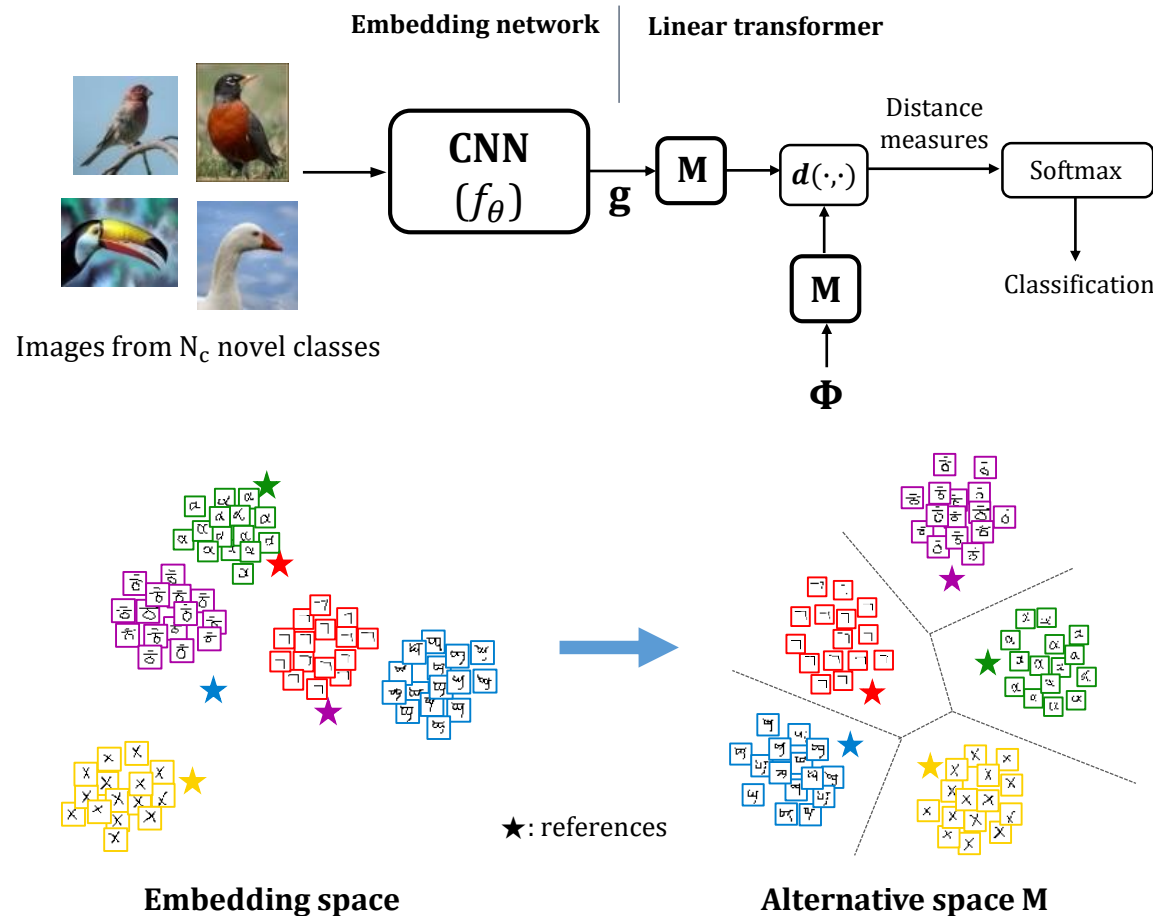 Embedding network
Linear transformer
Distance
measures
CNN
(f_θ)
g
M
d(·,·)
Softmax
M
Classification
Images from N_c novel classes
Φ
★: references
Embedding space
Alternative space M